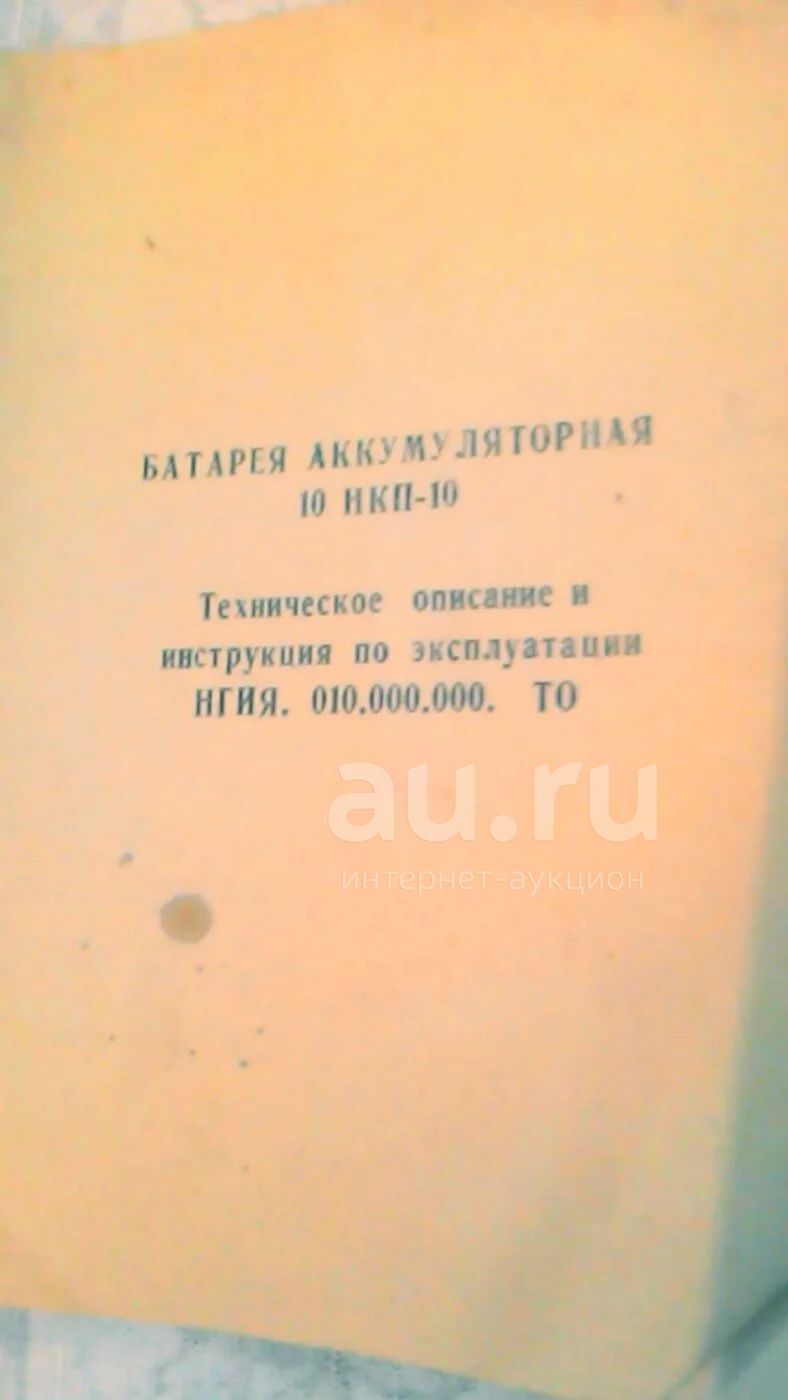 БАТАРЕЯ АККУМУЛЯТОРНАЯ
10 НКП-10
Техническое описание и
инструкция по эксплуатации
НГИЯ. 010.000.000. ТО
au.ru
интернет-аукцион